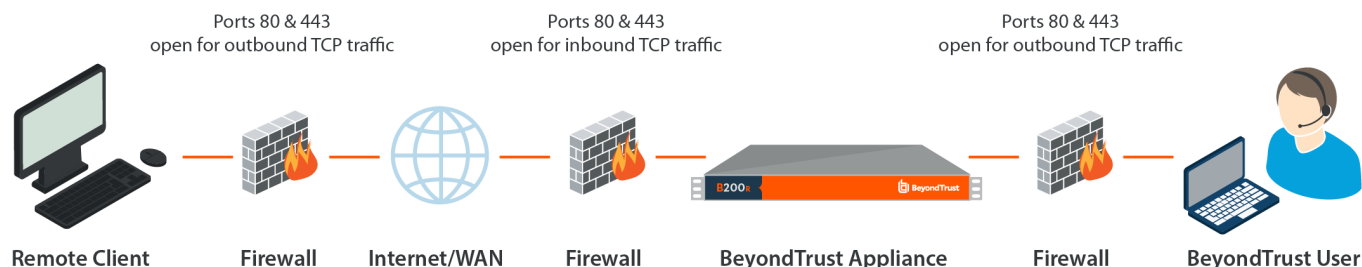 Ports 80 & 443
open for outbound TCP traffic
Ports 80 & 443
open for inbound TCP traffic
Ports 80 & 443
open for outbound TCP traffic
B200R
BeyondTrust
Remote Client
Firewall
Internet/WAN
Firewall
BeyondTrust Appliance
Firewall
BeyondTrust User